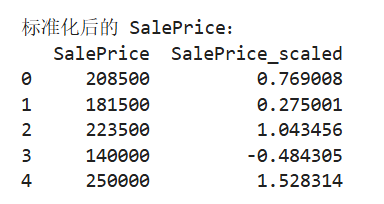 标准化后的 SalePrice:
SalePrice SalePrice_scaled
0 208500 0.769008
1 181500 0.275001
2 223500 1.043456
3 140000 -0.484305
4 250000 1.528314